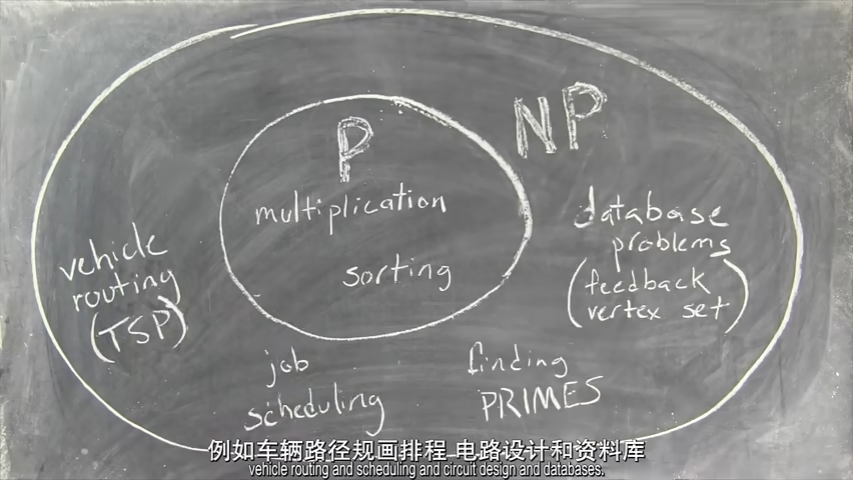 NP
P
multiplication
sorting
vehicle
routing
(TSP)
database
problems
(feedback
vertex set)
job
scheduling
finding
PRIMES
例如车辆路径规画排程 电路设计和资料库
vehicle routing and scheduling and circuit design and databases.